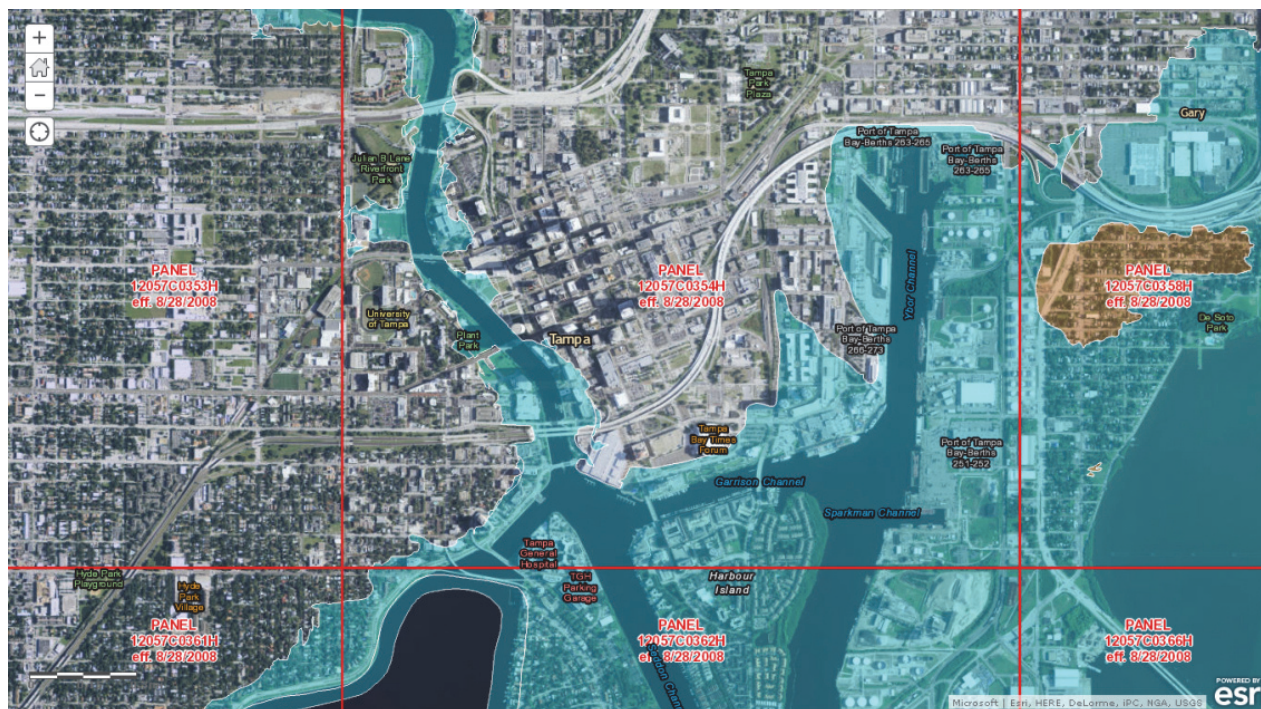 +
−
Tampa
Park
Plaza
Gary
Port of Tampa
Bay-Berths 263-265
Port of Tampa
Bay-Berths
263-265
Julian B Lane
Riverfront
Park
PANEL
12057C0353H
eff. 8/28/2008
PANEL
12057C0354H
eff. 8/28/2008
PANEL
12057C0358H
eff. 8/28/2008
Ybor Channel
University
of Tampa
Plant
Park
Tampa
Port of Tampa
Bay-Berths
266-273
De Soto
Park
Tampa
Bay Times
Forum
Port of Tampa
Bay-Berths
251-252
Garrison Channel
Sparkman Channel
Tampa
General
Hospital
Hyde Park
Playground
Hyde
Park
Village
TGH
Parking
Garage
Harbour
Island
PANEL
12057C0361H
eff. 8/28/2008
PANEL
12057C0362H
eff. 8/28/2008
PANEL
12057C0366H
eff. 8/28/2008
POWERED BY
esr
Microsoft | Esri, HERE, DeLorme, iPC, NGA, USGS